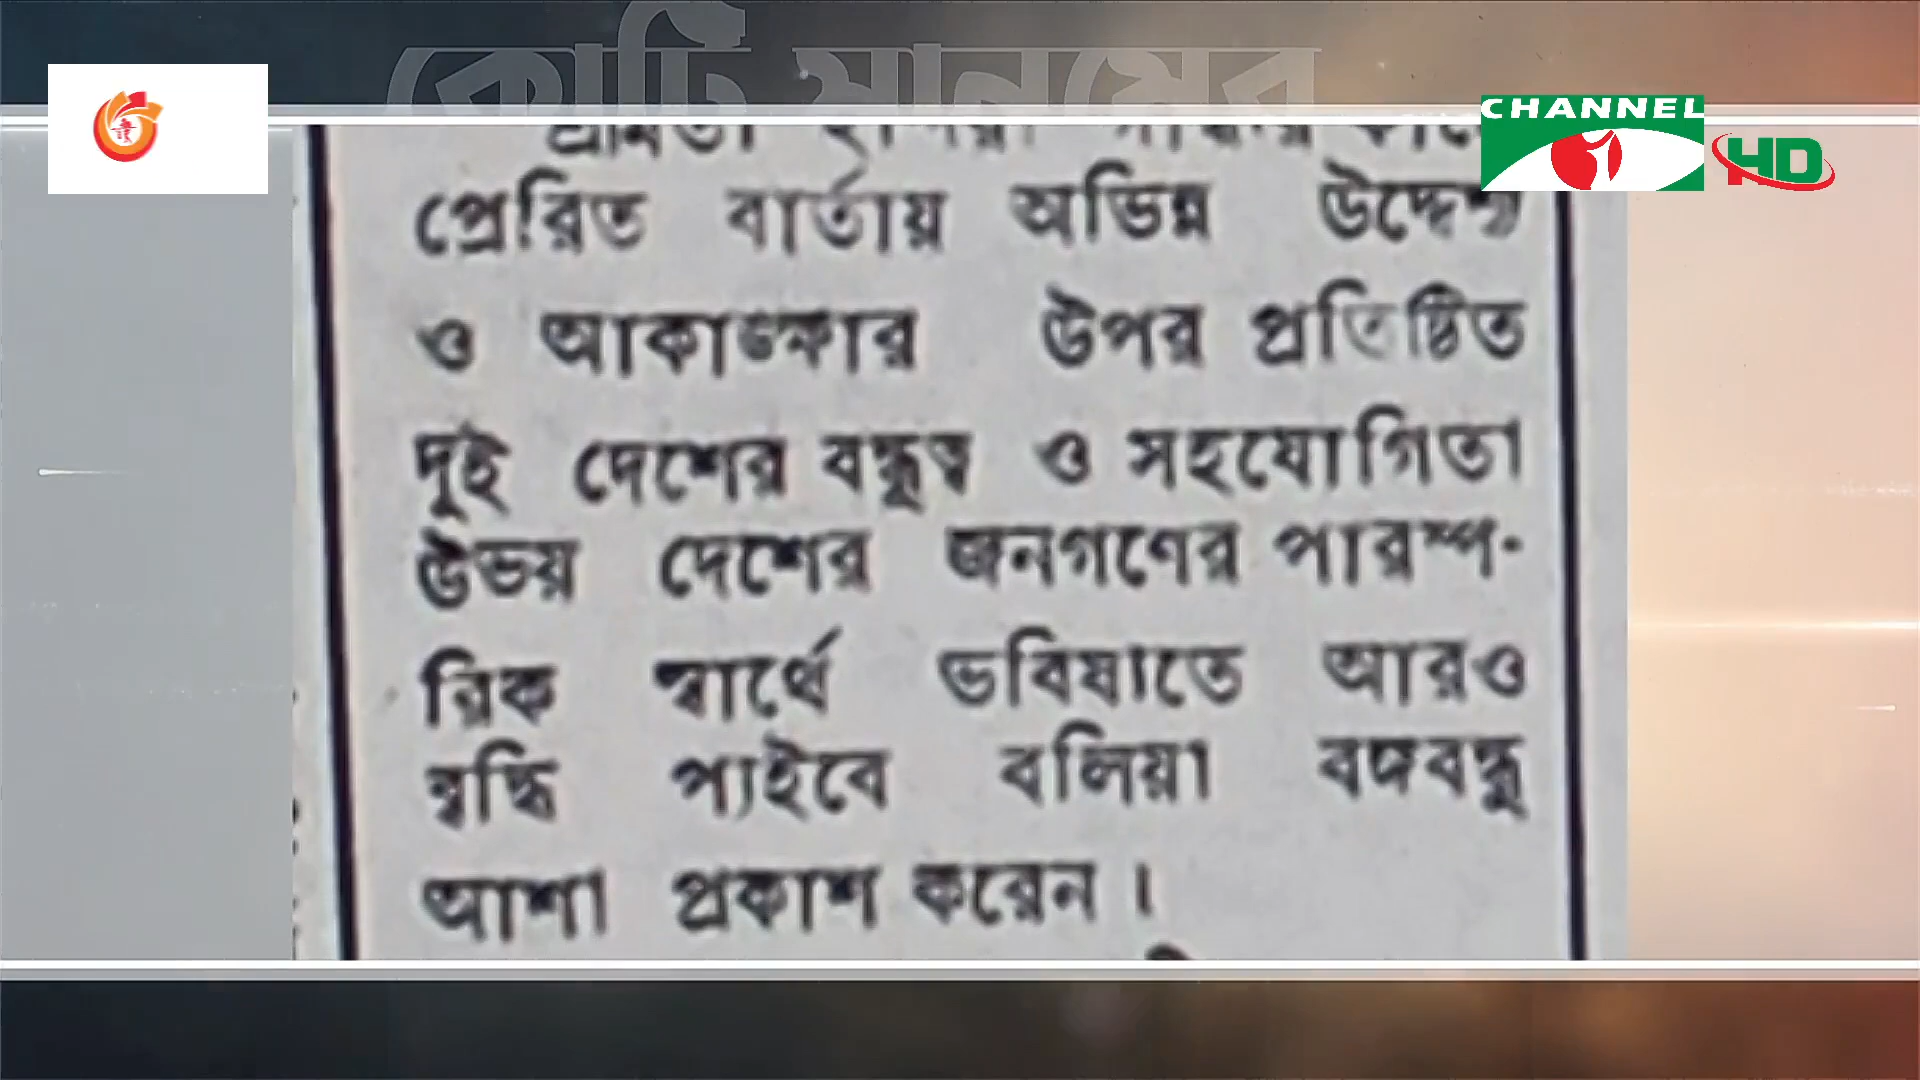 কোটি মানুষের
CHANNEL
HD
প্রেরিত বার্তায় অভিন্ন উদ্দেশ্য
ও আকাঙ্কার উপর প্রতিষ্ঠিত
দুই দেশের বন্ধুত্ব ও সহযোগিতা
উভয় দেশের জনগণের পারস্প-
রিক স্বার্থে ভবিষ্যতে আরও
বৃদ্ধি পাইবে বলিয়া বঙ্গবন্ধু
আশা প্রকাশ করেন।